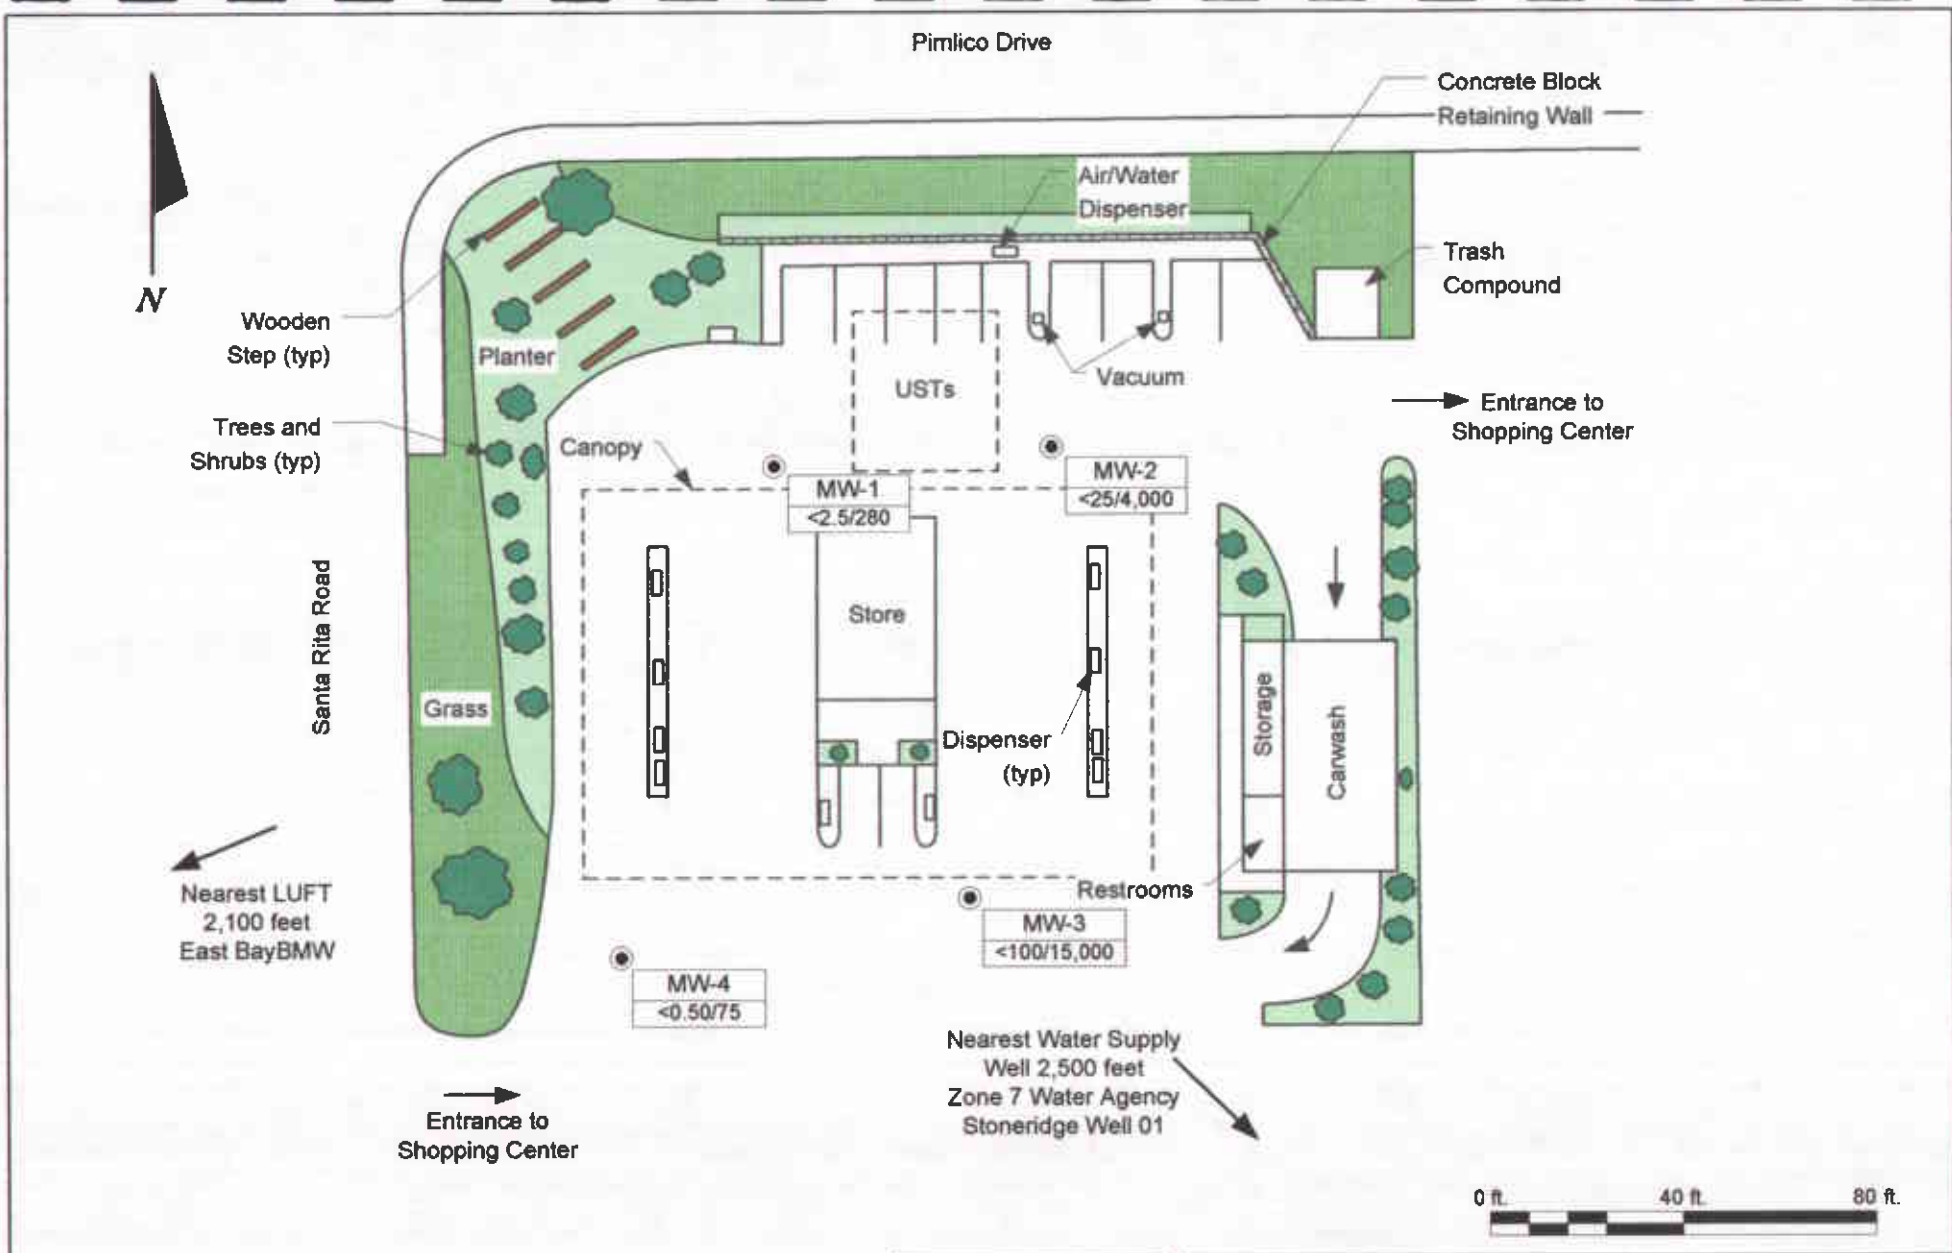 Pimlico Drive
Concrete Block
Retaining Wall
Air/Water
Dispenser
Trash
Compound
N
Wooden
Step (typ)
Planter
USTs
Vacuum
Entrance to
Shopping Center
Trees and
Shrubs (typ)
Canopy
MW-1
<2.5/280
MW-2
<25/4,000
Santa Rita Road
Store
Grass
Storage
Carwash
Dispenser
(typ)
Restrooms
Nearest LUFT
2,100 feet
East BayBMW
MW-3
<100/15,000
MW-4
<0.50/75
Nearest Water Supply
Well 2,500 feet
Zone 7 Water Agency
Stoneridge Well 01
Entrance to
Shopping Center
0 ft. 40 ft. 80 ft.